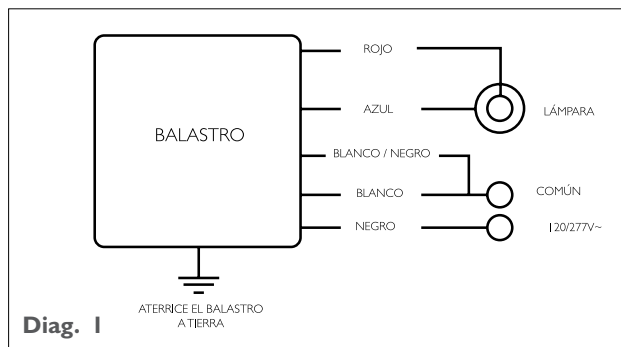 ROJO
AZUL
LÁMPARA
BALASTRO
BLANCO / NEGRO
BLANCO
COMÚN
NEGRO
120/277V~
ATERRICE EL BALASTRO
A TIERRA
Diag. 1